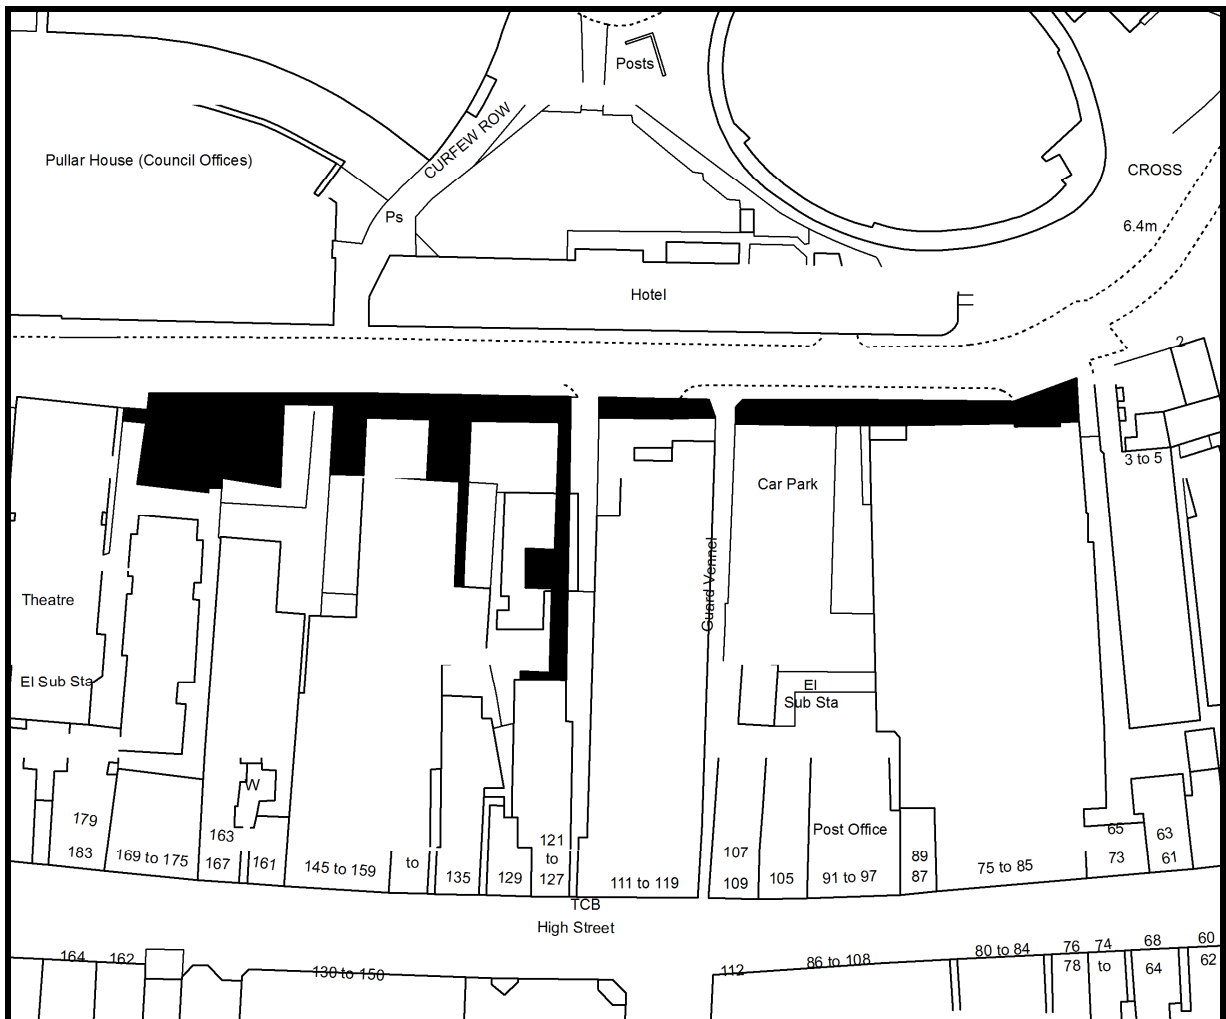 Posts
CURFEW ROW
Pullar House (Council Offices)
CROSS
Ps
6.4m
Hotel
2
3 to 5
Car Park
Guard Vennel
Theatre
El Sub Sta
El
Sub Sta
W
179
163
121
107
Post Office
89
65
63
183
169 to 175
167
161
145 to 159
to
135
129
to
127
111 to 119
109
105
91 to 97
87
75 to 85
73
61
TCB
High Street
164
162
130 to 150
112
86 to 108
80 to 84
76
74
68
60
78
to
64
62